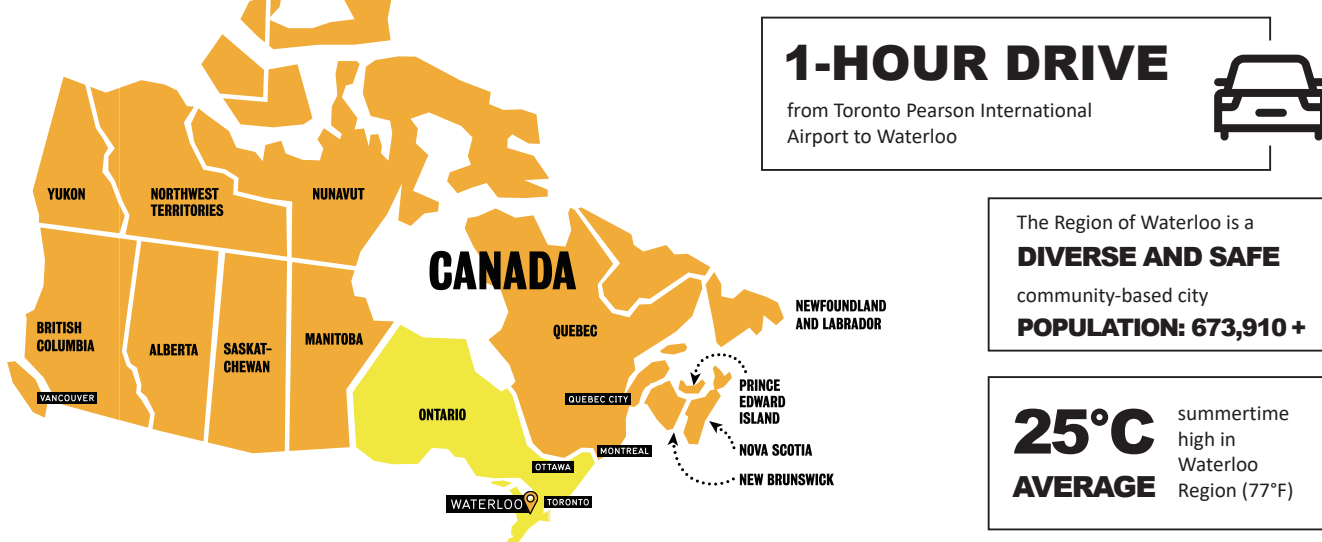 YUKON
NORTHWEST
TERRITORIES
NUNAVUT
CANADA
BRITISH
COLUMBIA
ALBERTA
SASKAT-
CHEWAN
MANITOBA
QUEBEC
NEWFOUNDLAND
AND LABRADOR
VANCOUVER
ONTARIO
QUEBEC CITY
PRINCE
EDWARD
ISLAND
MONTREAL
NOVA SCOTIA
OTTAWA
NEW BRUNSWICK
WATERLOO
TORONTO
1-HOUR DRIVE
from Toronto Pearson International
Airport to Waterloo
The Region of Waterloo is a
DIVERSE AND SAFE
community-based city
POPULATION: 673,910 +
25°C
AVERAGE
summertime
high in
Waterloo
Region (77°F)